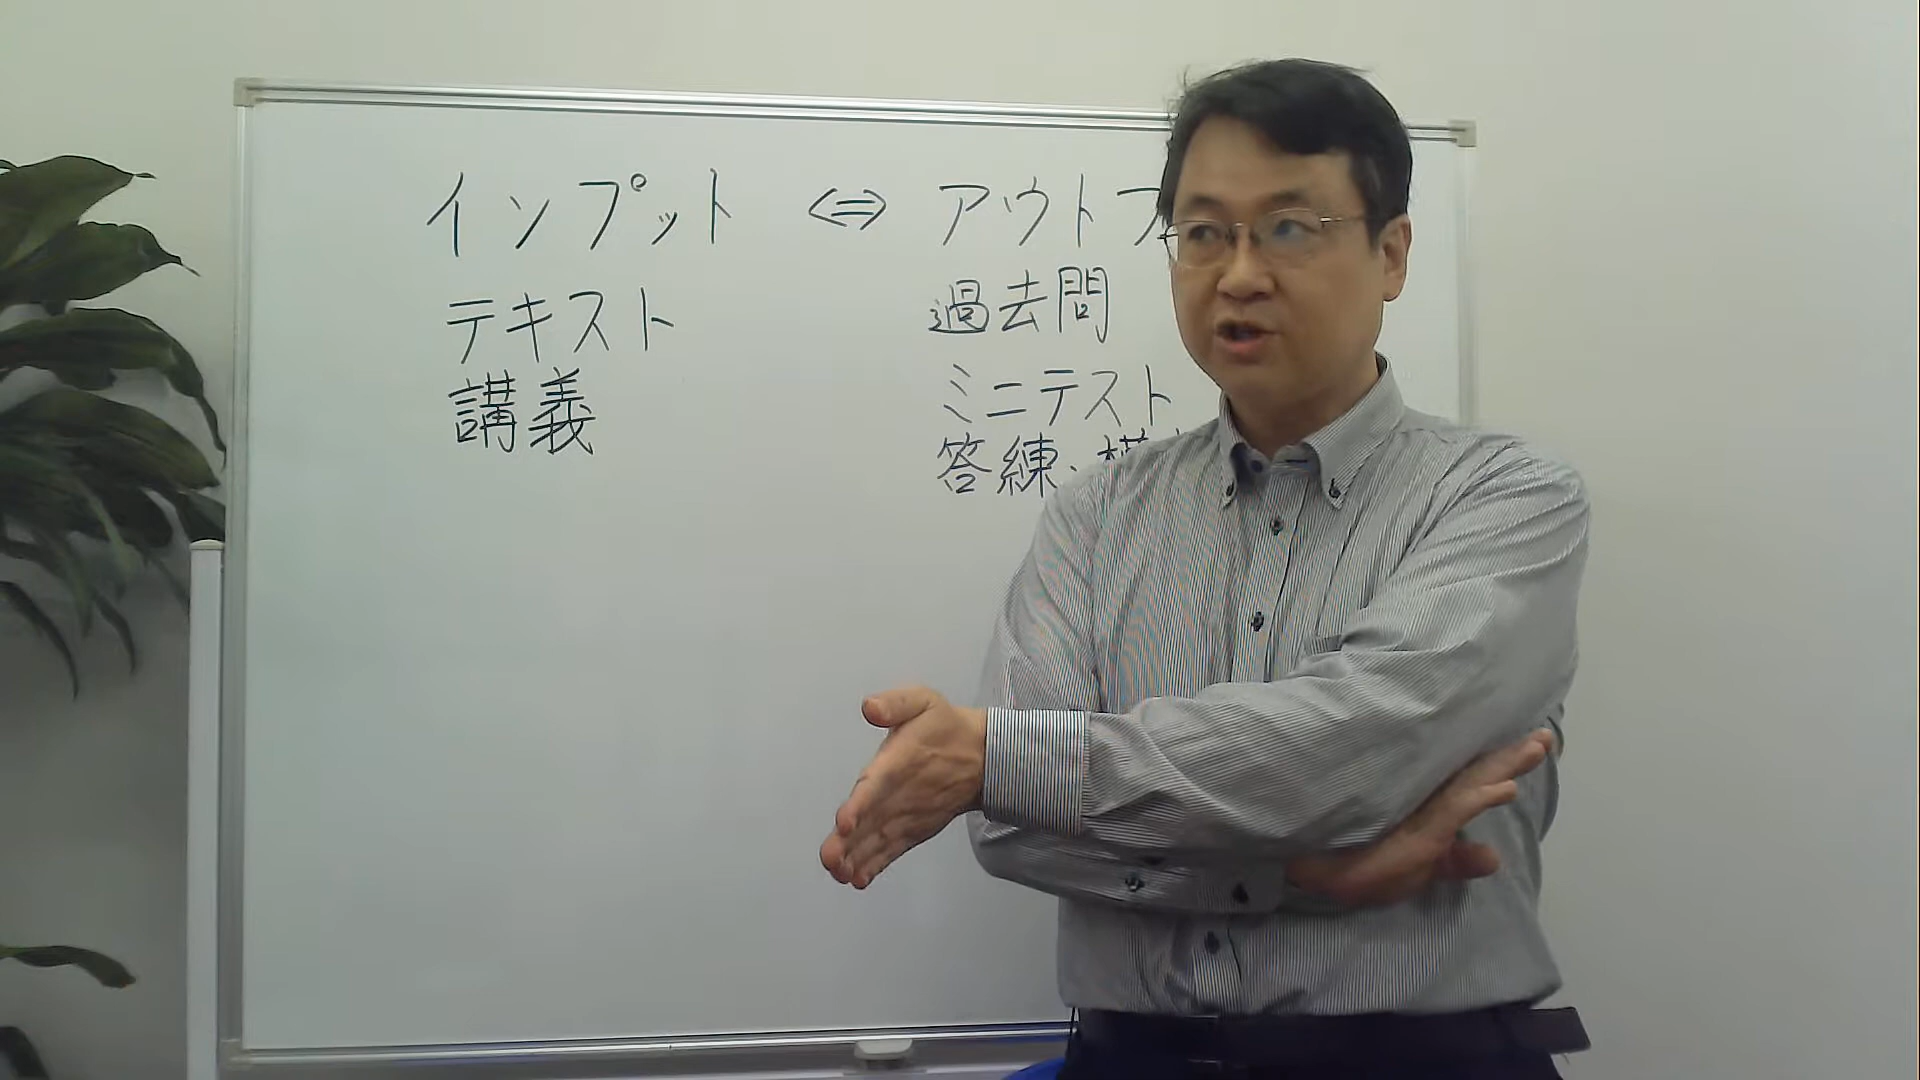 インプット ⇔ アウトプ
テキスト
講義
過去問
ミニテスト
答練、模